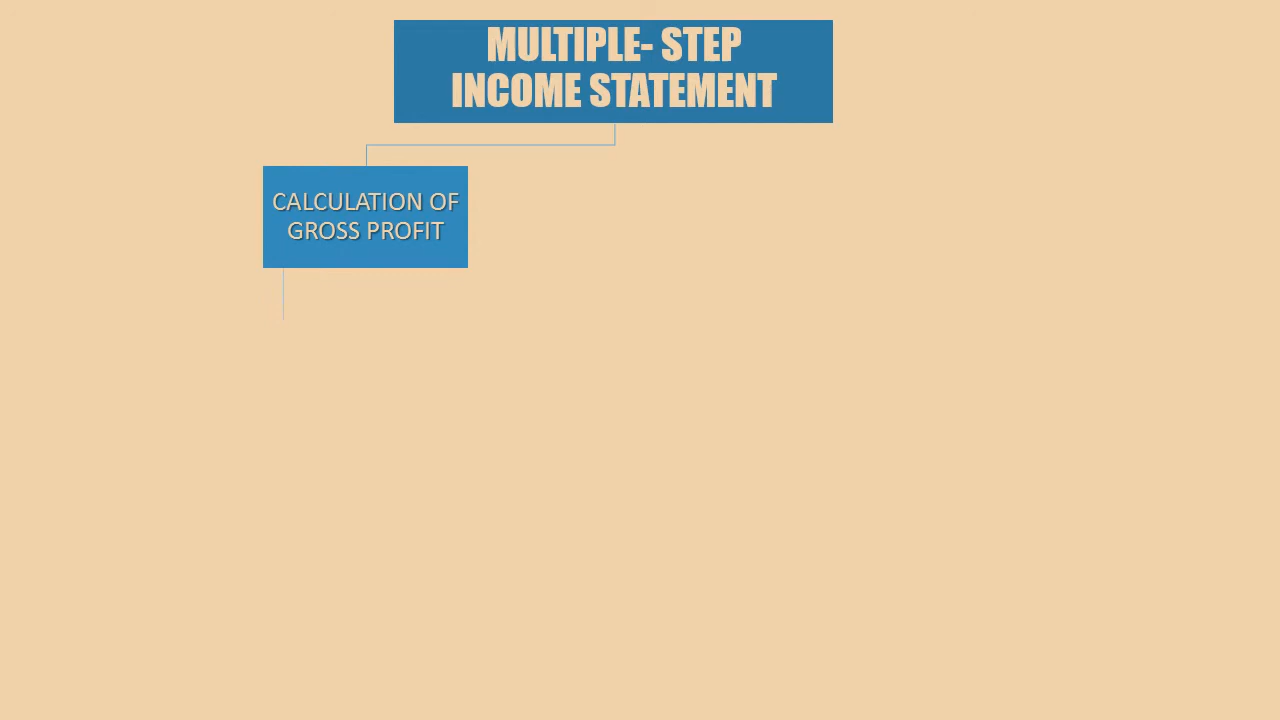 MULTIPLE- STEP
INCOME STATEMENT
CALCULATION OF
GROSS PROFIT